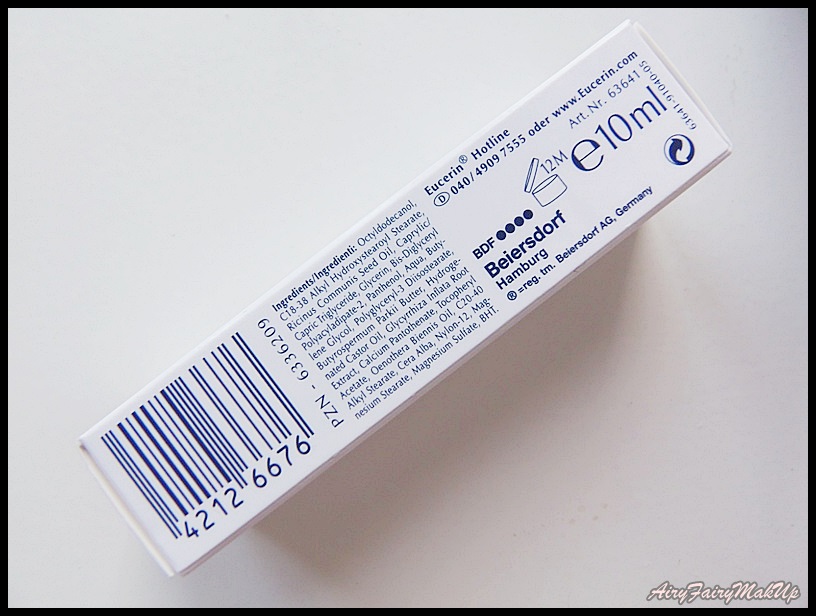 Eucerin® Hotline
D 040/4909 7555 oder www.Eucerin.com
Art. Nr. 63641
63641-91040-05
12M
e10ml
BDF
Beiersdorf
Hamburg
®=reg. tm. Beiersdorf AG, Germany
Ingredients/Ingredienti: Octyldodecanol,
C18-38 Alkyl Hydroxystearoyl Stearate,
Ricinus Communis Seed Oil, Caprylic/
Capric Triglyceride, Glycerin, Bis-Diglyceryl
Polyacyladipate-2, Panthenol, Aqua, Buty-
lene Glycol, Polyglyceryl-3 Diisostearate,
Butyrospermum Parkii Butter, Hydroge-
nated Castor Oil, Glycyrrhiza Inflata Root
Extract, Calcium Pantothenate, Tocopheryl
Acetate, Oenothera Biennis Oil, C20-40
Alkyl Stearate, Cera Alba, Nylon-12, Mag-
nesium Stearate, Magnesium Sulfate, BHT.
PZN - 6336209
4212 6676
AiryFairyMakUp